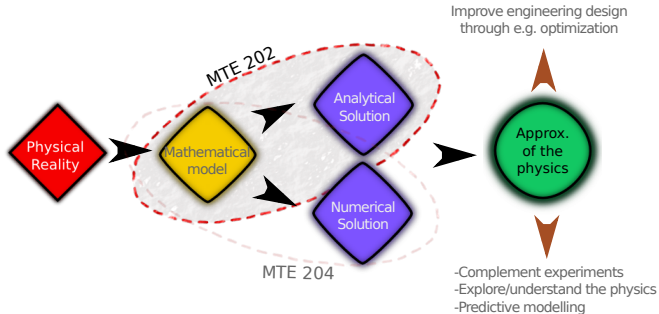 Improve engineering design
through e.g. optimization
MTE 202
Analytical
Solution
Physical
Reality
Mathematical
model
Approx.
of the
physics
Numerical
Solution
MTE 204
-Complement experiments
-Explore/understand the physics
-Predictive modelling